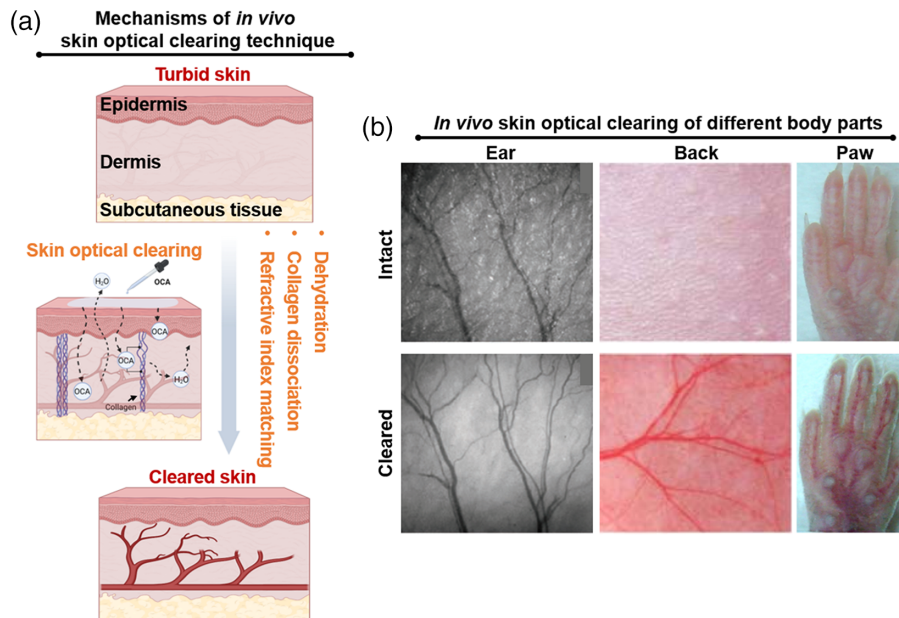 (a)
Mechanisms of in vivo
skin optical clearing technique
Turbid skin
Epidermis
Dermis
Subcutaneous tissue
Skin optical clearing
H₂O
OCA
OCA
OCA
OCA
H₂O
Collagen
• Dehydration
• Collagen dissociation
• Refractive index matching
Cleared skin
(b)
In vivo skin optical clearing of different body parts
Ear
Back
Paw
Intact
Cleared